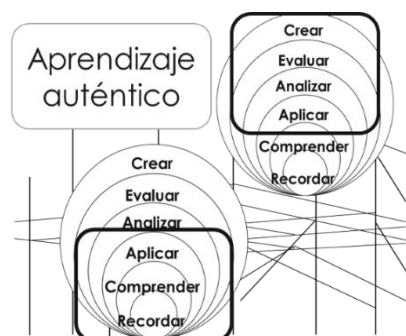 Aprendizaje
auténtico
Crear
Evaluar
Analizar
Aplicar
Comprender
Recordar
Crear
Evaluar
Analizar
Aplicar
Comprender
Recordar